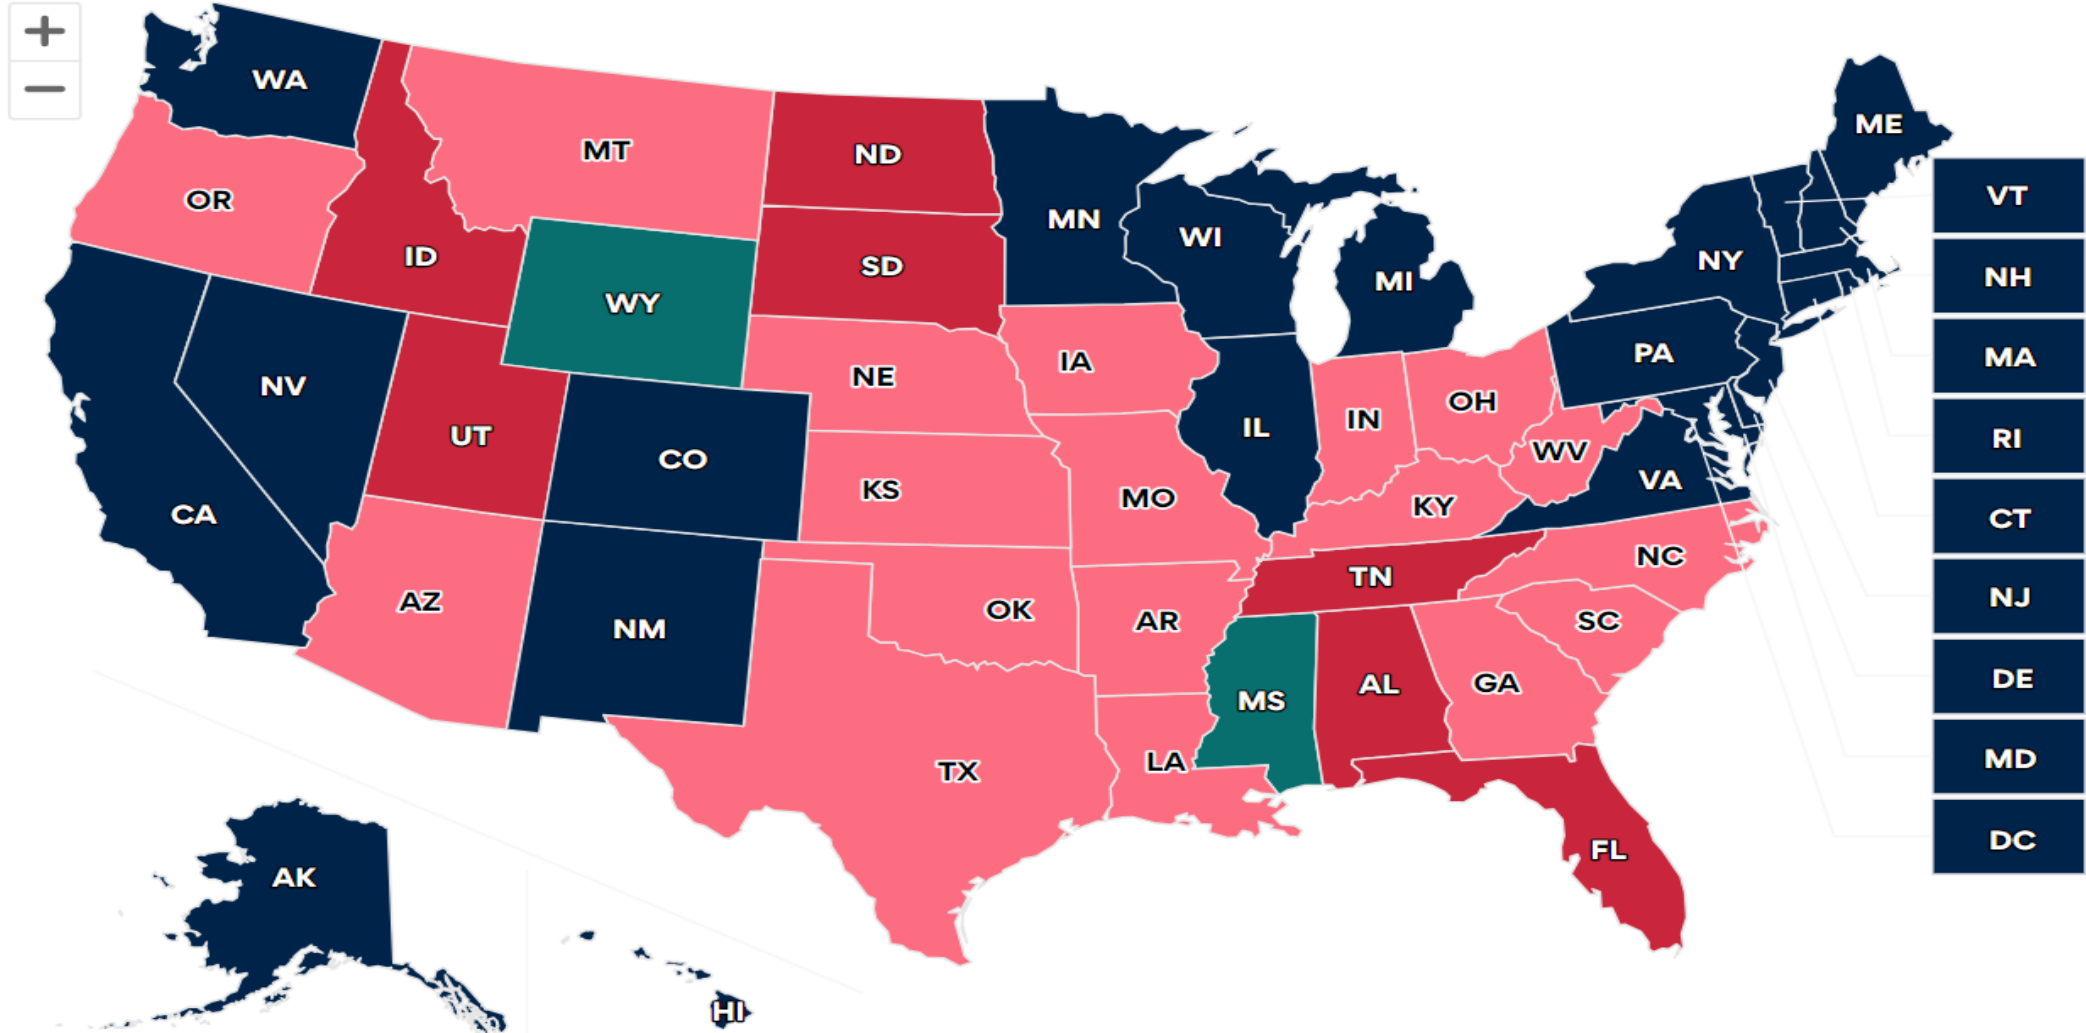 +
−
WA
OR
MT
ID
ND
SD
WY
MN
WI
MI
NY
ME
VT
NH
MA
RI
CT
NJ
DE
MD
DC
NV
CA
UT
CO
NE
IA
KS
MO
IL
IN
OH
PA
WV
VA
KY
NC
TN
SC
AZ
NM
OK
AR
MS
AL
GA
TX
LA
FL
AK
HI